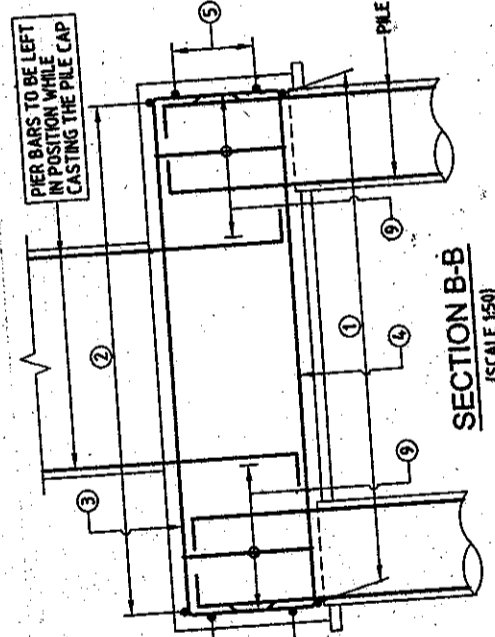 PIER BARS TO BE LEFT
IN POSITION WHILE
CASTING THE PILE CAP
5
2
3
9
9
1
4
PILE
SECTION B-B
(SCALE 1:50)